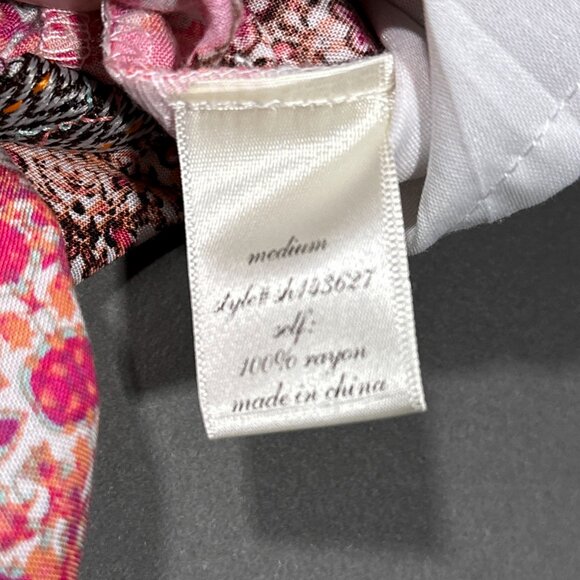 medium
style# sh143627
self:
100% rayon
made in china